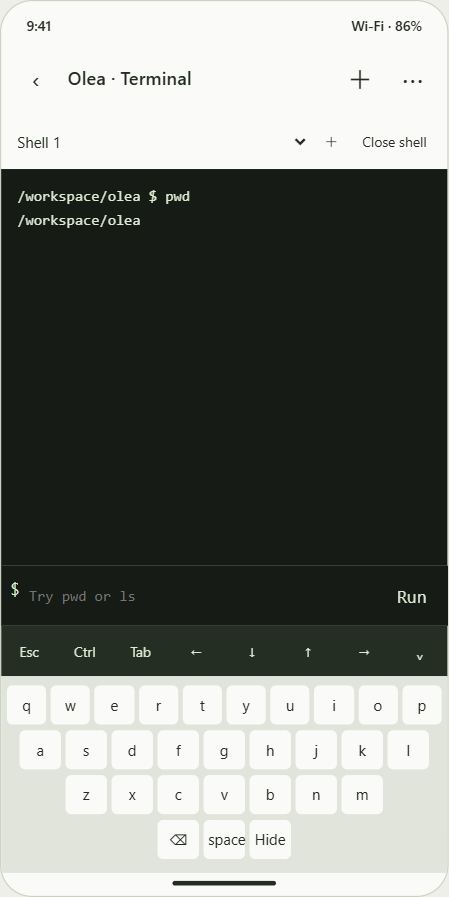 9:41 Wi-Fi · 86%
‹ Olea · Terminal + ...
Shell 1 + Close shell
/workspace/olea $ pwd
/workspace/olea
$ Try pwd or ls Run
Esc Ctrl Tab ← ↓ ↑ → ⌄
q w e r t y u i o p
a s d f g h j k l
z x c v b n m
⌫ space Hide